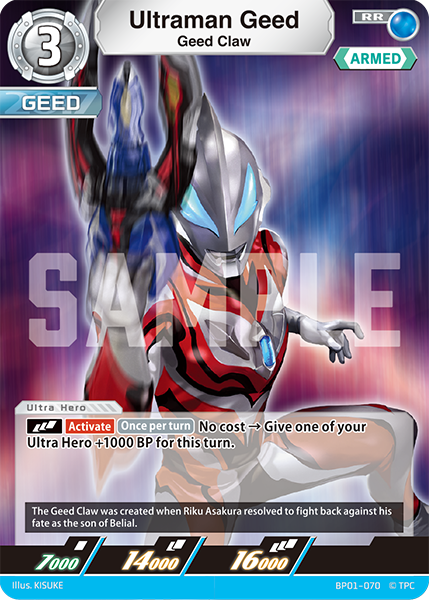 Ultraman Geed
Geed Claw
RR
3
ARMED
GEED
SAMPLE
Ultra Hero
Activate Once per turn No cost → Give one of your
Ultra Hero +1000 BP for this turn.
The Geed Claw was created when Riku Asakura resolved to fight back against his
fate as the son of Belial.
7000 14000 16000
Illus. KISUKE BP01-070 © TPC